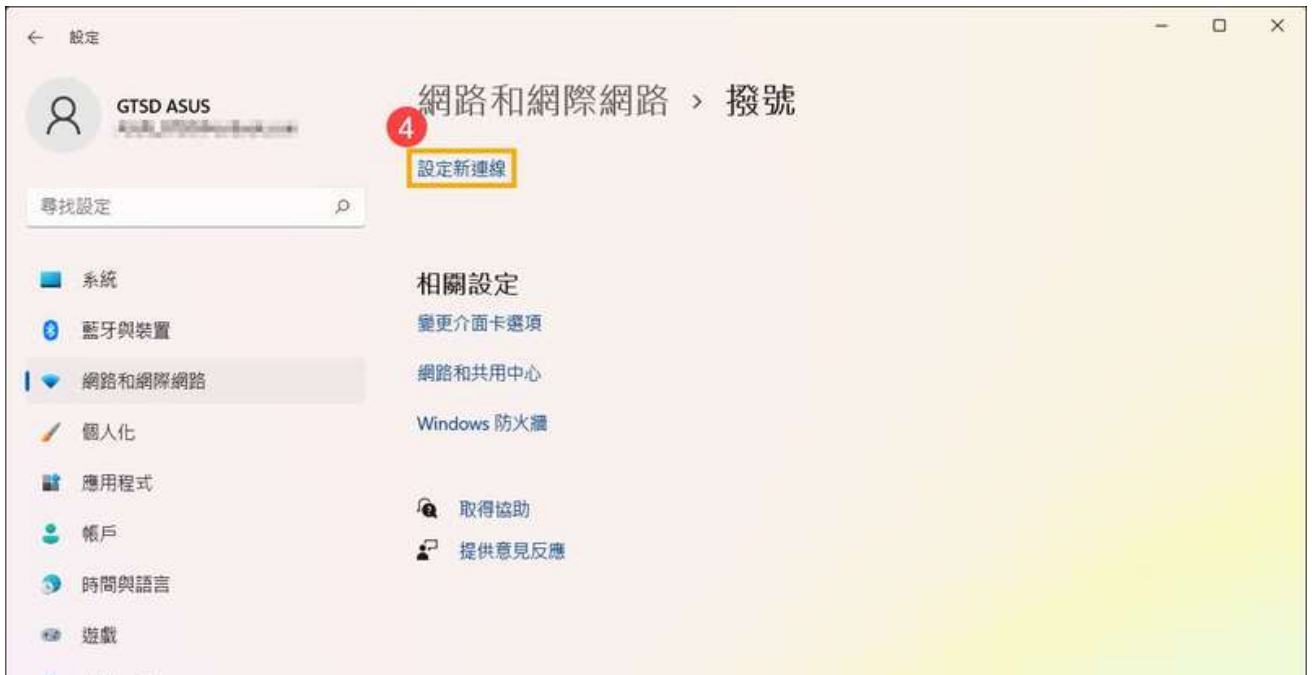 設定
GTSD ASUS
尋找設定
系統
藍牙與裝置
網路和網際網路
個人化
應用程式
帳戶
時間與語言
遊戲
網路和網際網路 › 撥號
4
設定新連線
相關設定
變更介面卡選項
網路和共用中心
Windows 防火牆
取得協助
提供意見反應